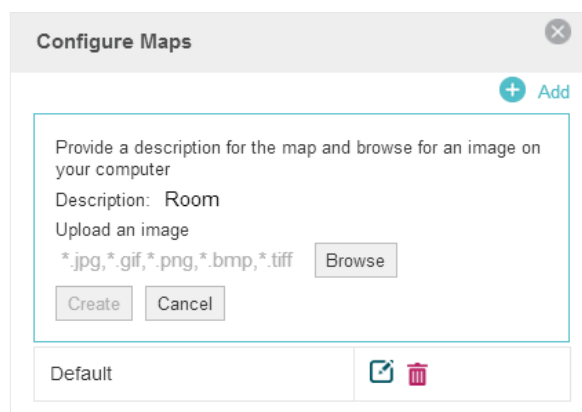 Configure Maps
Add
Provide a description for the map and browse for an image on
your computer
Description: Room
Upload an image
*.jpg,*.gif,*.png,*.bmp,*.tiff Browse
Create Cancel
Default